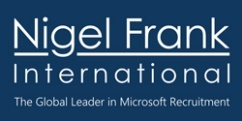 Nigel Frank
International
The Global Leader in Microsoft Recruitment